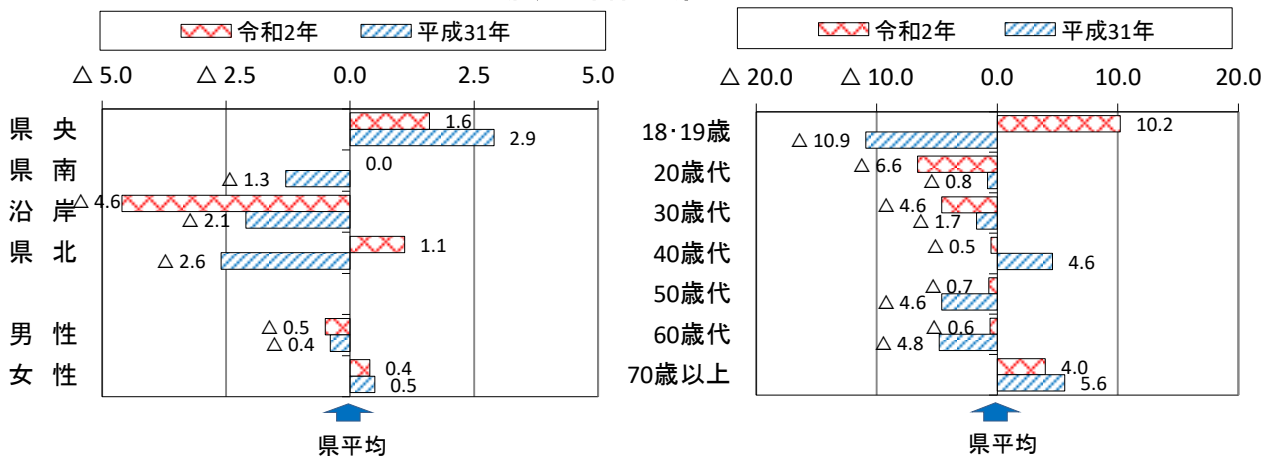 令和2年 平成31年
△ 5.0 △ 2.5 0.0 2.5 5.0
県 央 1.6
2.9
県 南 0.0
△ 1.3
沿 岸 △ 4.6
△ 2.1
県 北 1.1
△ 2.6
男 性 △ 0.5
△ 0.4
女 性 0.4
0.5
県平均
令和2年 平成31年
△ 20.0 △ 10.0 0.0 10.0 20.0
18・19歳 10.2
△ 10.9
20歳代 △ 6.6
△ 0.8
30歳代 △ 4.6
△ 1.7
40歳代 △ 0.5
4.6
50歳代 △ 0.7
△ 4.6
60歳代 △ 0.6
△ 4.8
70歳以上 4.0
5.6
県平均